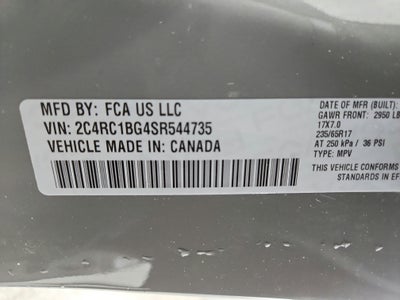 MFD BY: FCA US LLC
VIN: 2C4RC1BG4SR544735
VEHICLE MADE IN: CANADA
DATE OF MFR (BUILT):
GAWR FRONT: 2950 LB
17X7.0
235/65R17
AT 250 kPa / 36 PSI
TYPE: MPV
THIS VEHICLE CONFORMS
STANDARDS IN EF